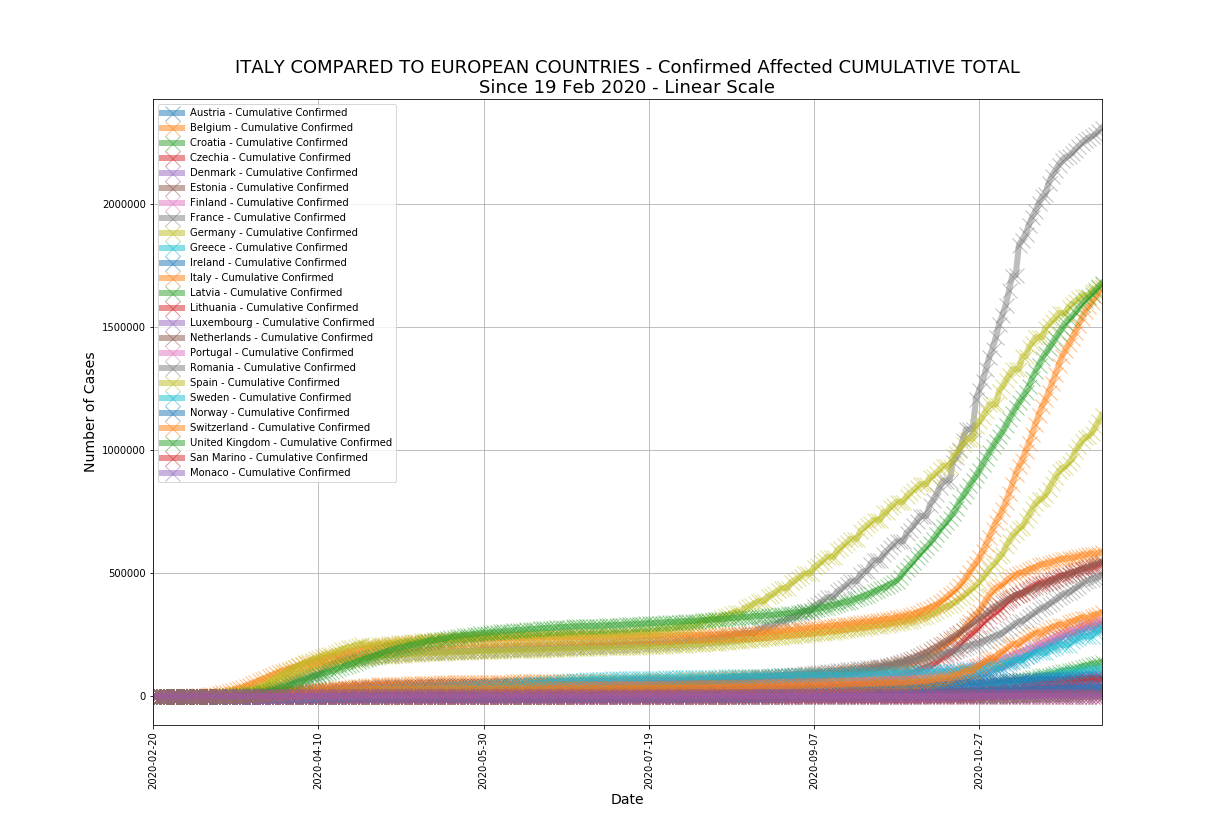 ITALY COMPARED TO EUROPEAN COUNTRIES - Confirmed Affected CUMULATIVE TOTAL
Since 19 Feb 2020 - Linear Scale
Austria - Cumulative Confirmed
Belgium - Cumulative Confirmed
Croatia - Cumulative Confirmed
Czechia - Cumulative Confirmed
Denmark - Cumulative Confirmed
Estonia - Cumulative Confirmed
Finland - Cumulative Confirmed
France - Cumulative Confirmed
Germany - Cumulative Confirmed
Greece - Cumulative Confirmed
Ireland - Cumulative Confirmed
Italy - Cumulative Confirmed
Latvia - Cumulative Confirmed
Lithuania - Cumulative Confirmed
Luxembourg - Cumulative Confirmed
Netherlands - Cumulative Confirmed
Portugal - Cumulative Confirmed
Romania - Cumulative Confirmed
Spain - Cumulative Confirmed
Sweden - Cumulative Confirmed
Norway - Cumulative Confirmed
Switzerland - Cumulative Confirmed
United Kingdom - Cumulative Confirmed
San Marino - Cumulative Confirmed
Monaco - Cumulative Confirmed
Number of Cases
2000000
1500000
1000000
500000
0
2020-02-20
2020-04-10
2020-05-30
2020-07-19
2020-09-07
2020-10-27
Date